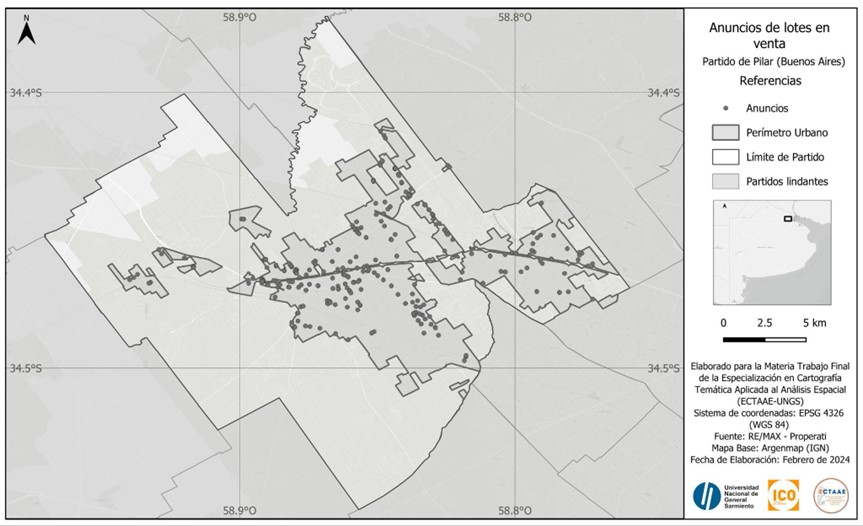 N
58.9°O
58.8°O
34.4°S
34.4°S
34.5°S
34.5°S
58.9°O
58.8°O
Anuncios de lotes en
venta
Partido de Pilar (Buenos Aires)
Referencias
Anuncios
Perímetro Urbano
Límite de Partido
Partidos lindantes
0 2.5 5 km
Elaborado para la Materia Trabajo Final
de la Especialización en Cartografía
Temática Aplicada al Análisis Espacial
(ECTAAE-UNGS)
Sistema de coordenadas: EPSG 4326
(WGS 84)
Fuente: RE/MAX - Properati
Mapa Base: Argenmap (IGN)
Fecha de Elaboración: Febrero de 2024
Universidad
Nacional de
General
Sarmiento
ICO
ECTAAE